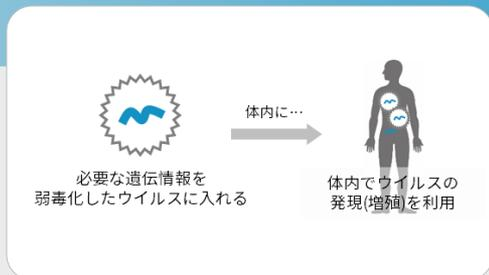 体内に…
必要な遺伝情報を
弱毒化したウイルスに入れる
体内でウイルスの
発現(増殖)を利用